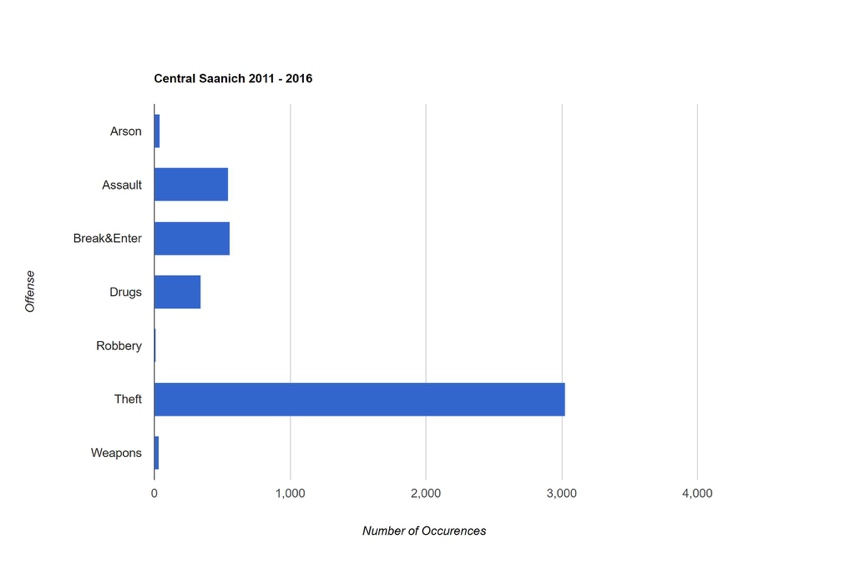 Central Saanich 2011 - 2016
Arson
Assault
Break&Enter
Drugs
Robbery
Theft
Weapons
Offense
0
1,000
2,000
3,000
4,000
Number of Occurences